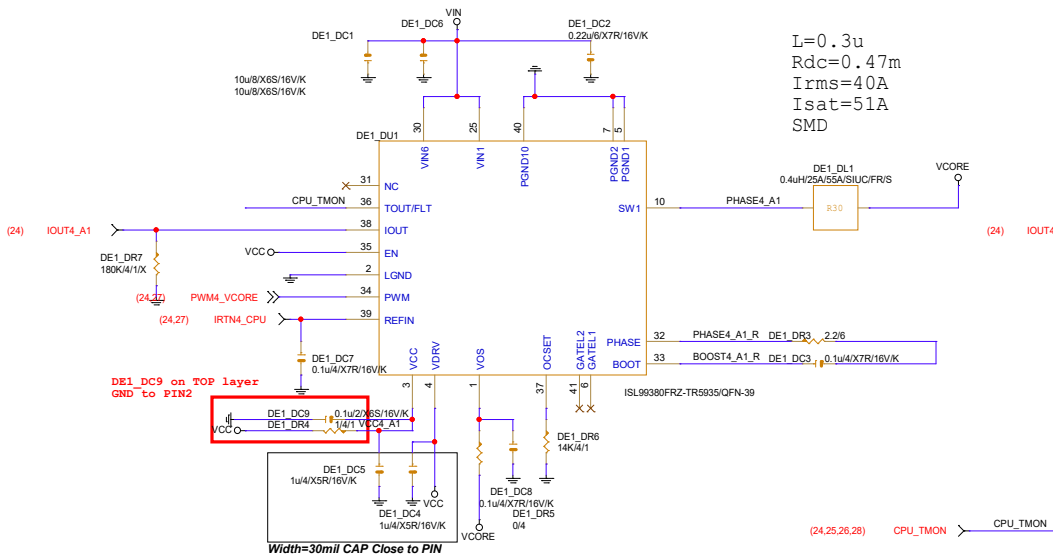 VIN
DE1_DC6
DE1_DC2
DE1_DC1
0.22u/6/X7R/16V/K
L=0.3u
Rdc=0.47m
Irms=40A
Isat=51A
SMD
10u/8/X6S/16V/K
10u/8/X6S/16V/K
30
25
40
7
5
DE1_DU1
VIN6
VIN1
PGND10
PGND2
PGND1
31
NC
CPU_TMON
36
TOUT/FLT
SW1
10
PHASE4_A1
DE1_DL1
0.4uH/25A/55A/SIUC/FR/S
R30
VCORE
(24)
IOUT4_A1
38
IOUT
(24)
IOUT4
VCC
35
EN
DE1_DR7
180K/4/1/X
2
LGND
(24,27)
PWM4_VCORE
34
PWM
(24,27)
IRTN4_CPU
39
REFIN
PHASE
32
PHASE4_A1_R
DE1_DR3
2.2/6
BOOT
33
BOOST4_A1_R
DE1_DC3
0.1u/4/X7R/16V/K
VCC
VDRV
VOS
OCSET
GATEL2
GATEL1
DE1_DC7
0.1u/4/X7R/16V/K
3
4
1
37
41
6
ISL99380FRZ-TR5935/QFN-39
DE1_DC9 on TOP layer
GND to PIN2
DE1_DC9
0.1u/2/X6S/16V/K
VCC
DE1_DR4
1/4/1
VCC4_A1
DE1_DR6
14K/4/1
DE1_DC5
1u/4/X5R/16V/K
DE1_DC8
0.1u/4/X7R/16V/K
DE1_DR5
0/4
VCC
DE1_DC4
1u/4/X5R/16V/K
VCORE
Width=30mil CAP Close to PIN
(24,25,26,28)
CPU_TMON
CPU_TMON